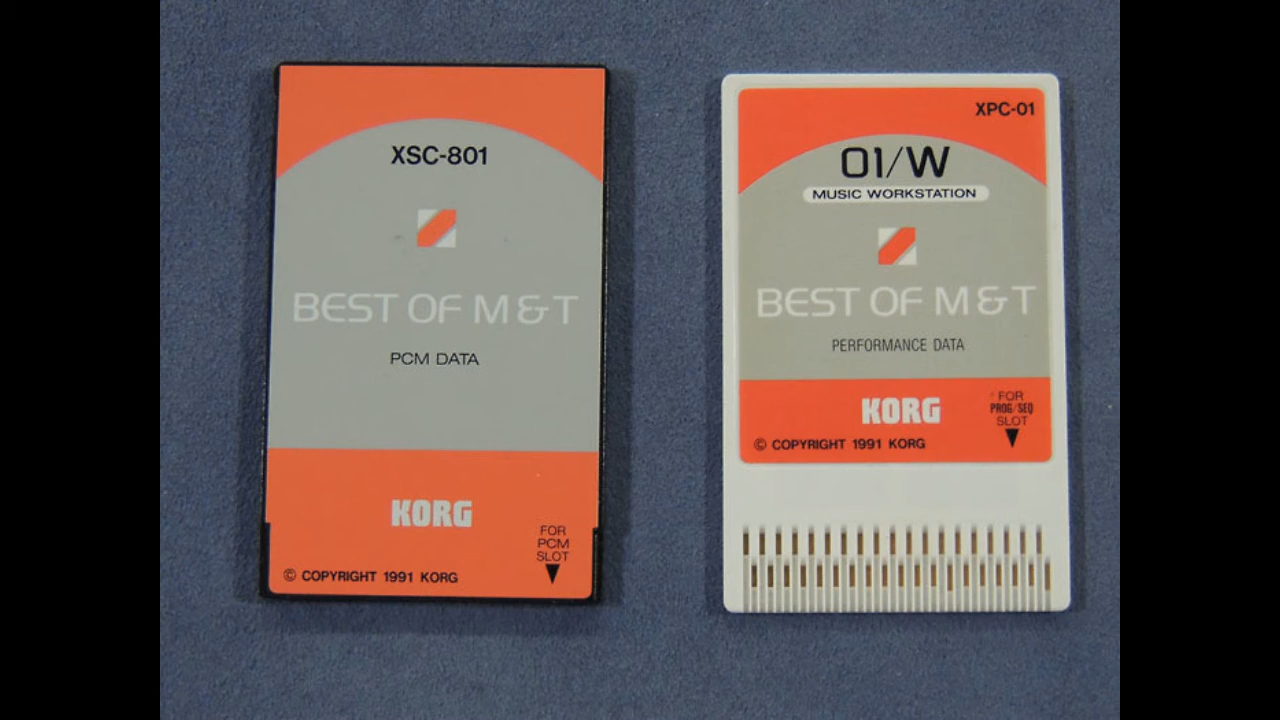 XSC-801
BEST OF M&T
PCM DATA
KORG
FOR
PCM
SLOT
© COPYRIGHT 1991 KORG
XPC-01
01/W
MUSIC WORKSTATION
BEST OF M&T
PERFORMANCE DATA
KORG
FOR
PROG/SEQ
SLOT
© COPYRIGHT 1991 KORG